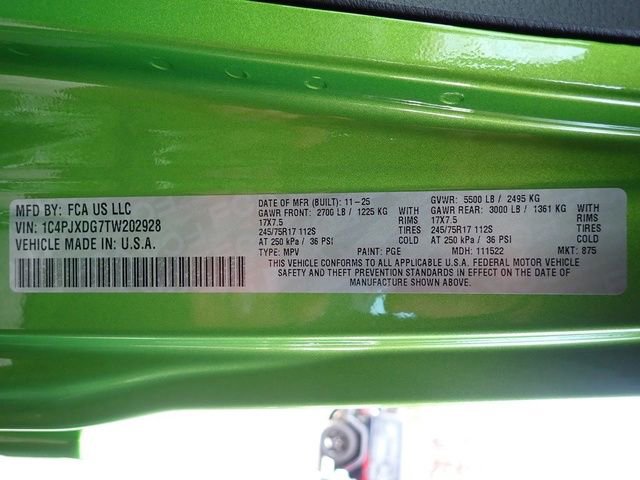 MFD BY: FCA US LLC
VIN: 1C4PJXDG7TW202928
VEHICLE MADE IN: U.S.A.
DATE OF MFR (BUILT): 11-25
GAWR FRONT: 2700 LB / 1225 KG WITH
17X7.5 RIMS
245/75R17 112S TIRES
AT 250 kPa / 36 PSI COLD
TYPE: MPV PAINT: PGE
GVWR: 5500 LB / 2495 KG
GAWR REAR: 3000 LB / 1361 KG WITH
17X7.5 RIMS
245/75R17 112S TIRES
AT 250 kPa / 36 PSI COLD
MDH: 111522 MKT: 875
THIS VEHICLE CONFORMS TO ALL APPLICABLE U.S.A. FEDERAL MOTOR VEHICLE
SAFETY AND THEFT PREVENTION STANDARDS IN EFFECT ON THE DATE OF
MANUFACTURE SHOWN ABOVE.